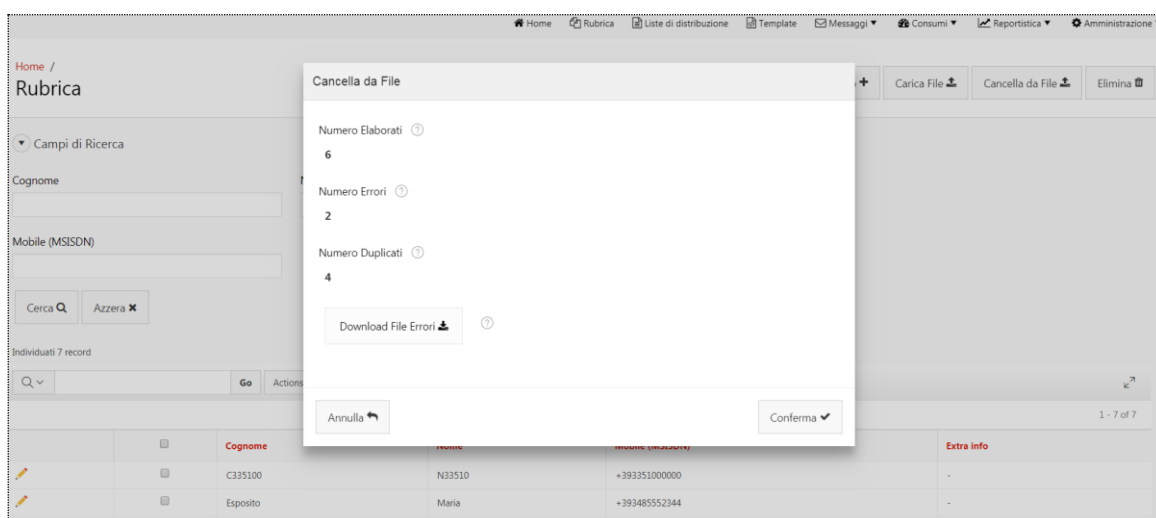 Home Rubrica Liste di distribuzione Template Messaggi Consumi Reportistica Amministrazione
Home /
Rubrica
Cancella da File
Carica File Cancella da File Elimina
Campi di Ricerca
Numero Elaborati
6
Cognome
Numero Errori
2
Mobile (MSISDN)
Numero Duplicati
4
Cerca Azzera
Download File Errori
Individuati 7 record
Go Actions
Annulla Conferma
1 - 7 of 7
Cognome Nome Mobile (MSISDN) Extra info
C335100 N33510 +393351000000 -
Esposito Maria +393485552344 -